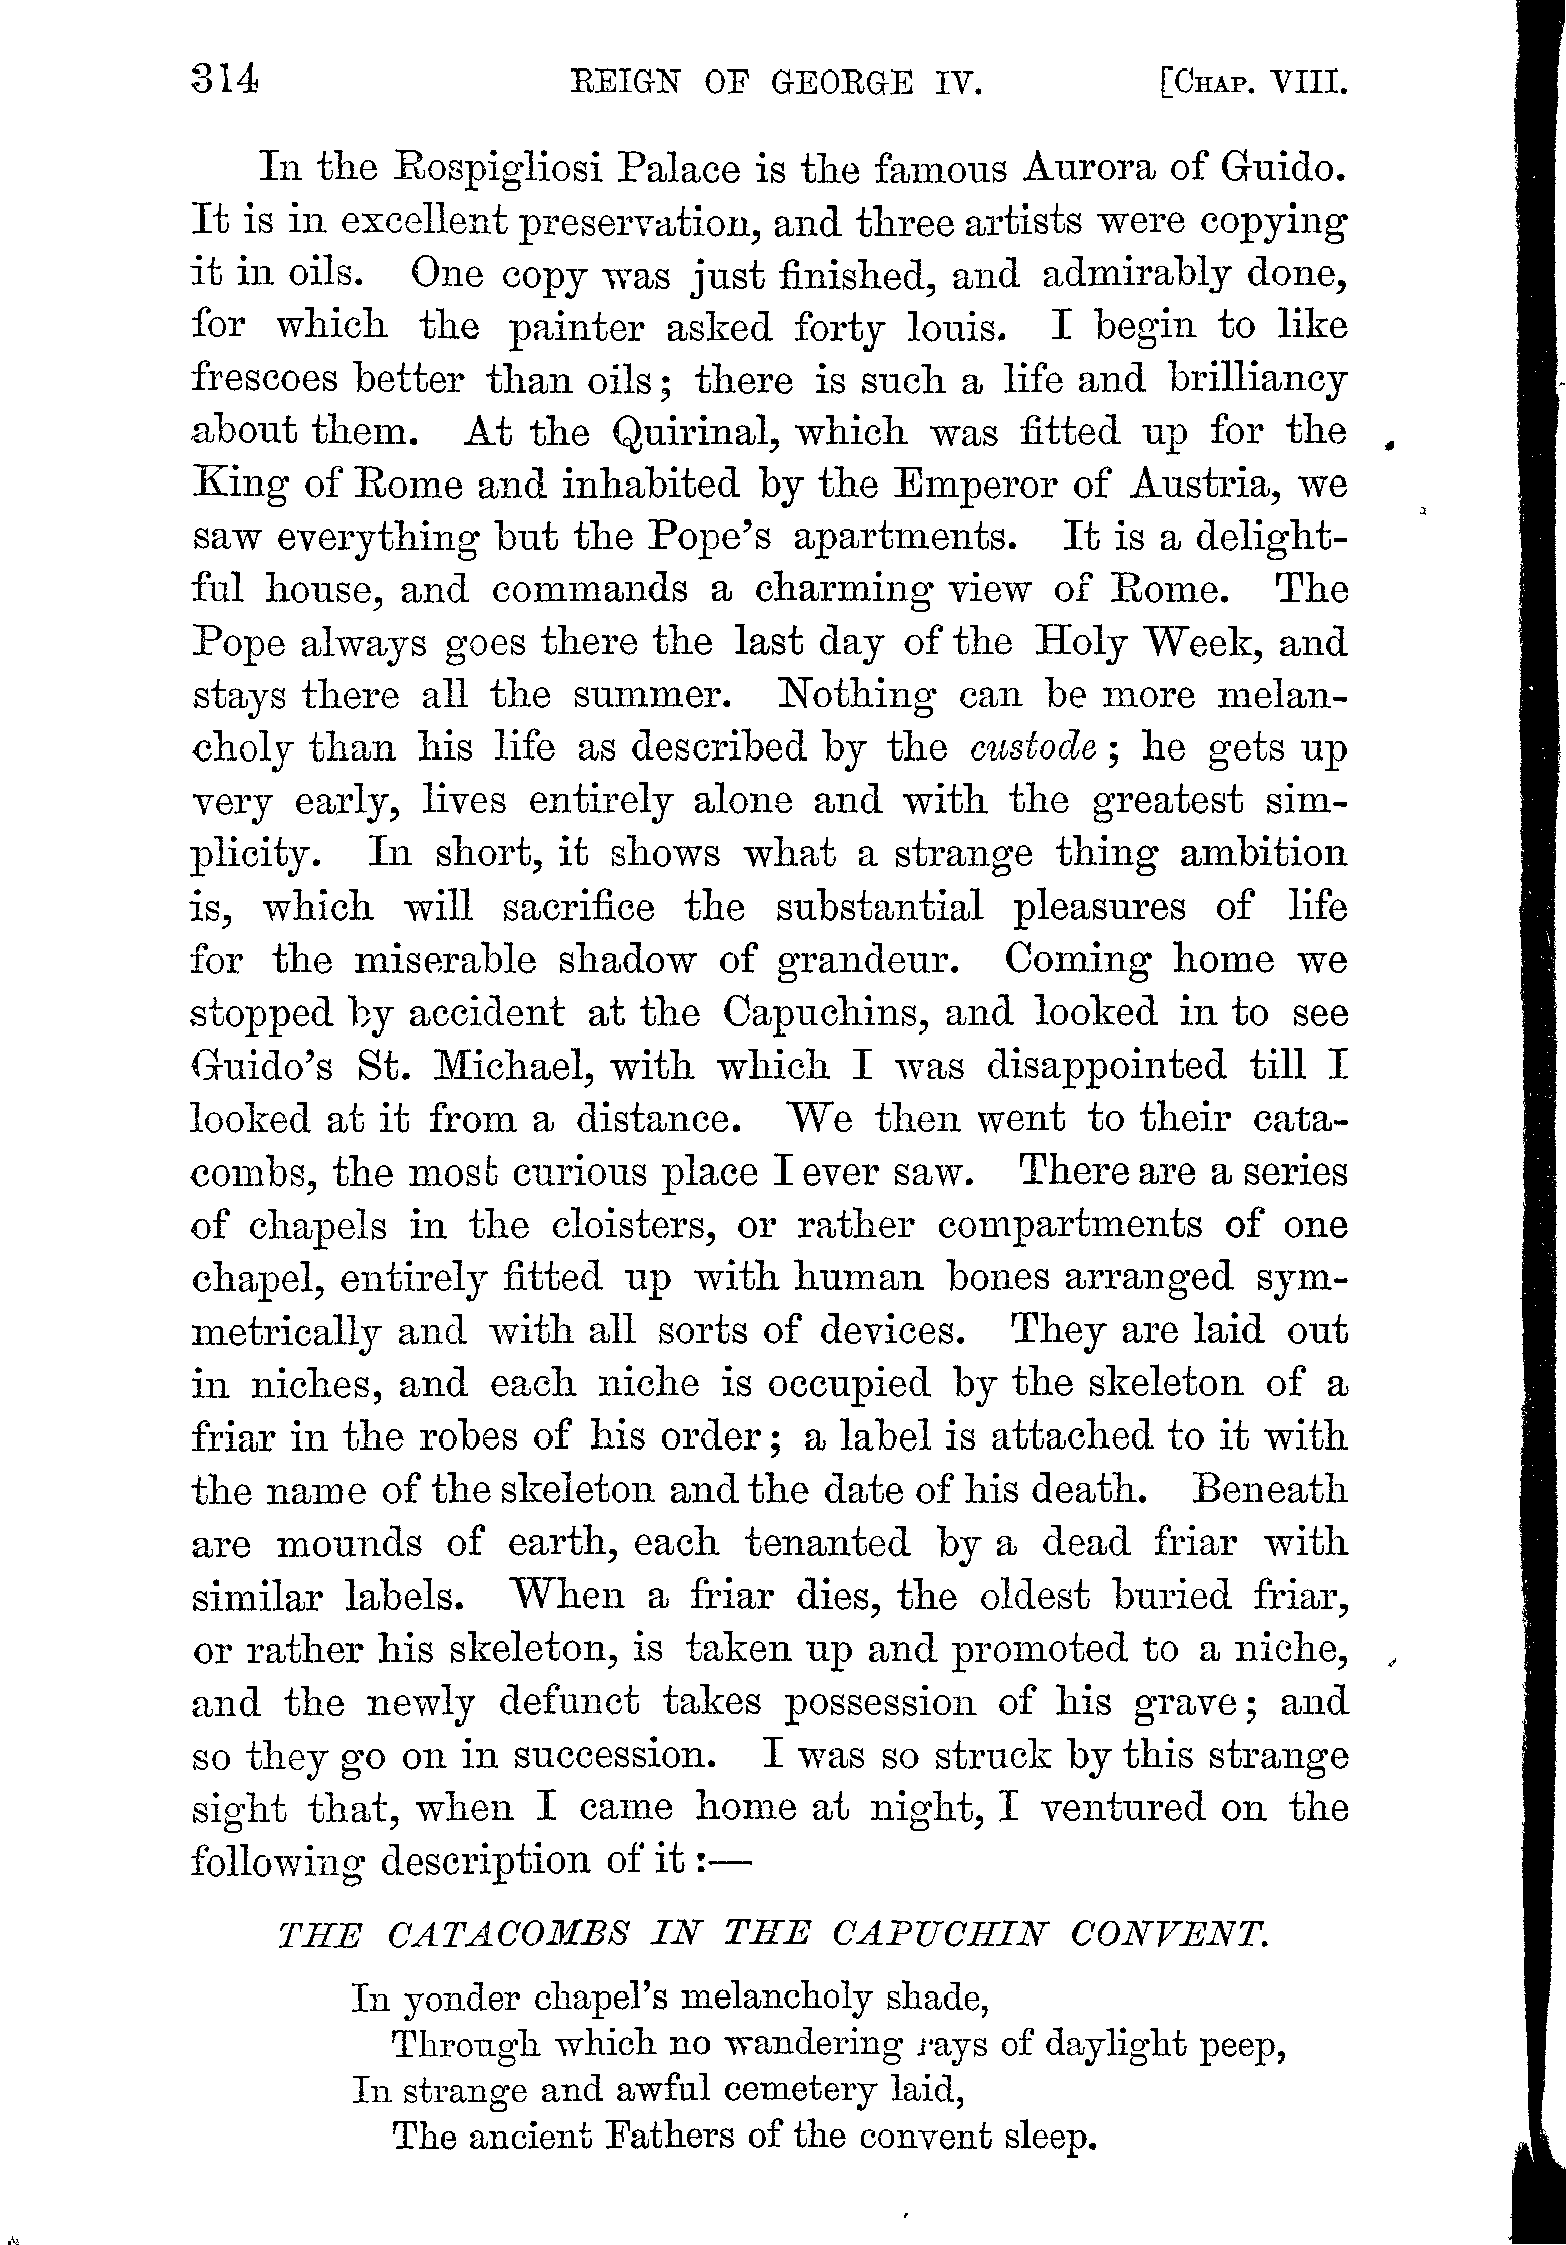 314 REIGN OF GEORGE IV. [CHAP. VIII.
In the Rospigliosi Palace is the famous Aurora of Guido.
It is in excellent preservation, and three artists were copying
it in oils. One copy was just finished, and admirably done,
for which the painter asked forty louis. I begin to like
frescoes better than oils; there is such a life and brilliancy
about them. At the Quirinal, which was fitted up for the
King of Rome and inhabited by the Emperor of Austria, we
saw everything but the Pope's apartments. It is a delight-
ful house, and commands a charming view of Rome. The
Pope always goes there the last day of the Holy Week, and
stays there all the summer. Nothing can be more melan-
choly than his life as described by the custode; he gets up
very early, lives entirely alone and with the greatest sim-
plicity. In short, it shows what a strange thing ambition
is, which will sacrifice the substantial pleasures of life
for the miserable shadow of grandeur. Coming home we
stopped by accident at the Capuchins, and looked in to see
Guido's St. Michael, with which I was disappointed till I
looked at it from a distance. We then went to their cata-
combs, the most curious place I ever saw. There are a series
of chapels in the cloisters, or rather compartments of one
chapel, entirely fitted up with human bones arranged sym-
metrically and with all sorts of devices. They are laid out
in niches, and each niche is occupied by the skeleton of a
friar in the robes of his order; a label is attached to it with
the name of the skeleton and the date of his death. Beneath
are mounds of earth, each tenanted by a dead friar with
similar labels. When a friar dies, the oldest buried friar,
or rather his skeleton, is taken up and promoted to a niche,
and the newly defunct takes possession of his grave; and
so they go on in succession. I was so struck by this strange
sight that, when I came home at night, I ventured on the
following description of it:—
THE CATACOMBS IN THE CAPUCHIN CONVENT.
In yonder chapel's melancholy shade,
Through which no wandering rays of daylight peep,
In strange and awful cemetery laid,
The ancient Fathers of the convent sleep.